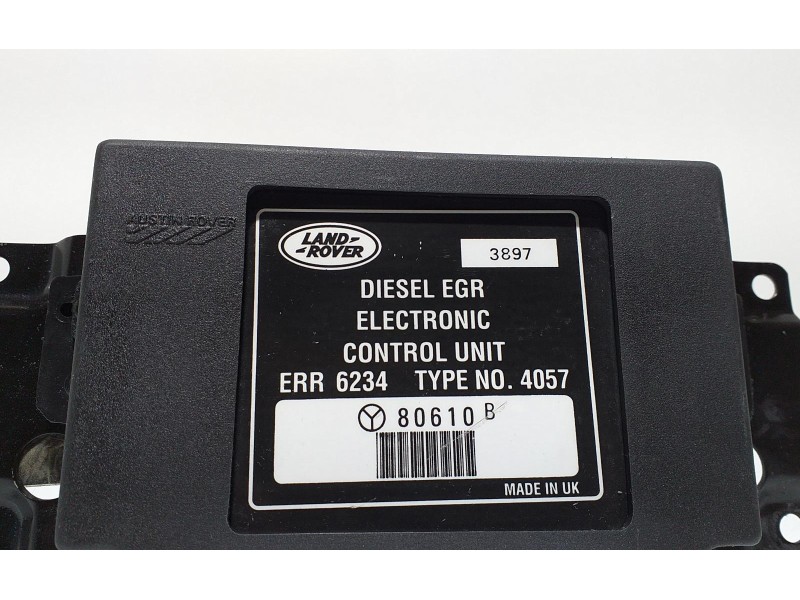 AUSTIN ROVER
LAND-
-ROVER
3897
DIESEL EGR
ELECTRONIC
CONTROL UNIT
ERR 6234 TYPE NO. 4057
80610 B
MADE IN UK